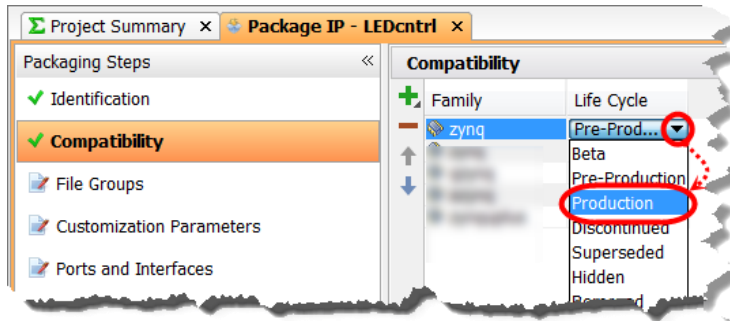 Σ Project Summary × Package IP - LEDcntrl ×
Packaging Steps «
Compatibility
Identification
Family Life Cycle
Compatibility
zynq Pre-Prod...
Beta
File Groups
Pre-Production
Production
Customization Parameters
Discontinued
Superseded
Ports and Interfaces
Hidden